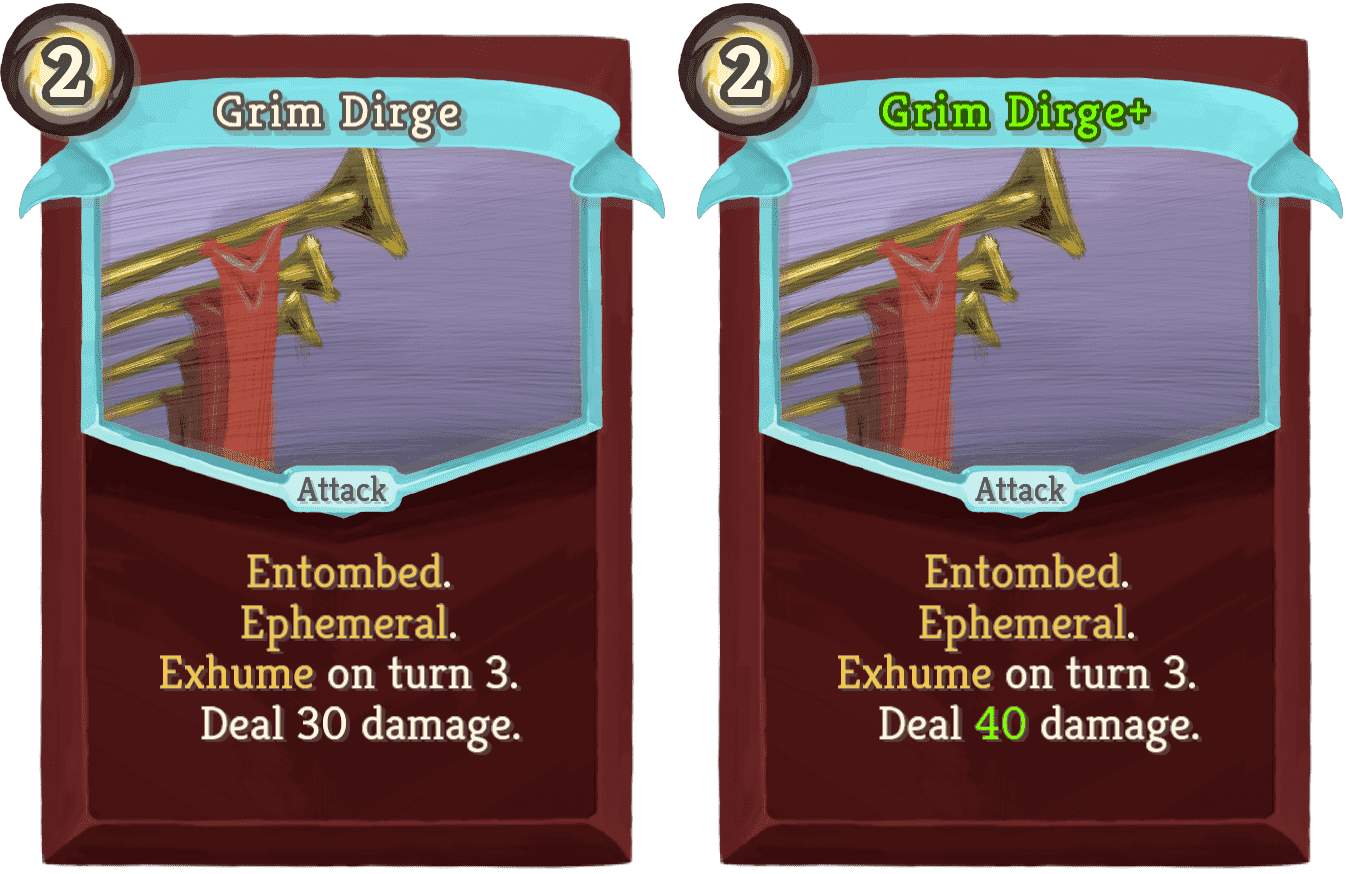 2
Grim Dirge
Attack
Entombed.
Ephemeral.
Exhume on turn 3.
Deal 30 damage.
2
Grim Dirge+
Attack
Entombed.
Ephemeral.
Exhume on turn 3.
Deal 40 damage.